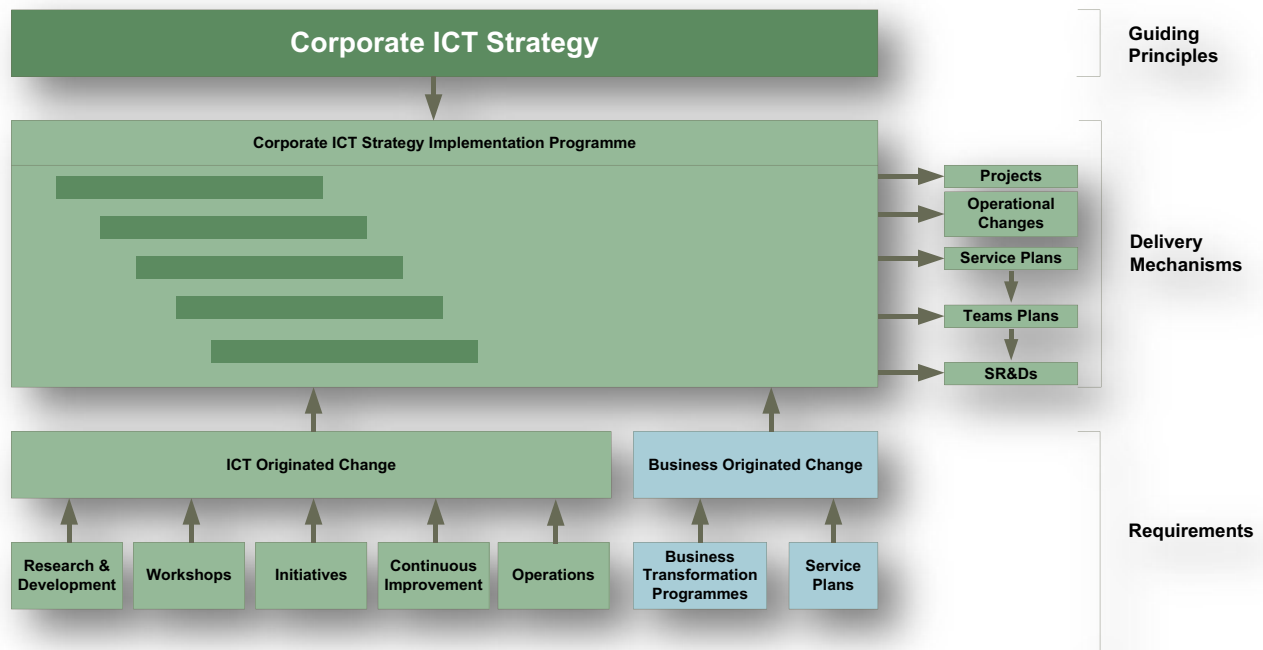 Corporate ICT Strategy
Guiding
Principles
Corporate ICT Strategy Implementation Programme
Projects
Operational
Changes
Service Plans
Teams Plans
SR&Ds
Delivery
Mechanisms
ICT Originated Change
Business Originated Change
Requirements
Research &
Development
Workshops
Initiatives
Continuous
Improvement
Operations
Business
Transformation
Programmes
Service
Plans